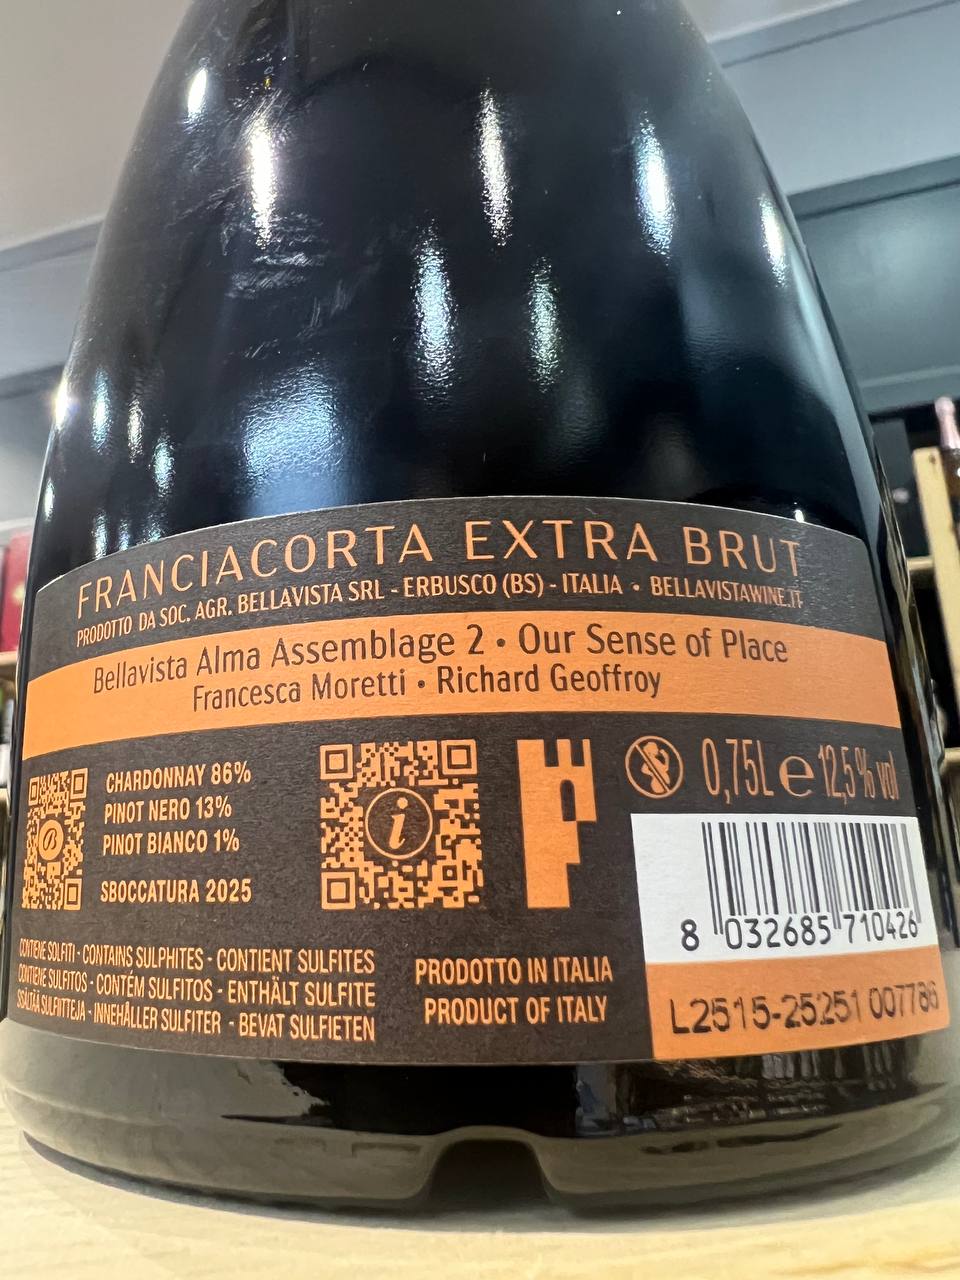 FRANCIACORTA EXTRA BRUT
PRODOTTO DA SOC. AGR. BELLAVISTA SRL - ERBUSCO (BS) - ITALIA • BELLAVISTAWINE.IT
Bellavista Alma Assemblage 2 • Our Sense of Place
Francesca Moretti • Richard Geoffroy
CHARDONNAY 86%
PINOT NERO 13%
PINOT BIANCO 1%
SBOCCATURA 2025
i
0,75L e 12,5% vol
8 032685 710426
CONTIENE SOLFITI - CONTAINS SULPHITES - CONTIENT SULFITES
CONTIENE SULFITOS - CONTÉM SULFITOS - ENTHÄLT SULFITE
SISÄLTÄÄ SULFIITTEJA - INNEHÅLLER SULFITER - BEVAT SULFIETEN
PRODOTTO IN ITALIA
PRODUCT OF ITALY
L2515-25251 007786